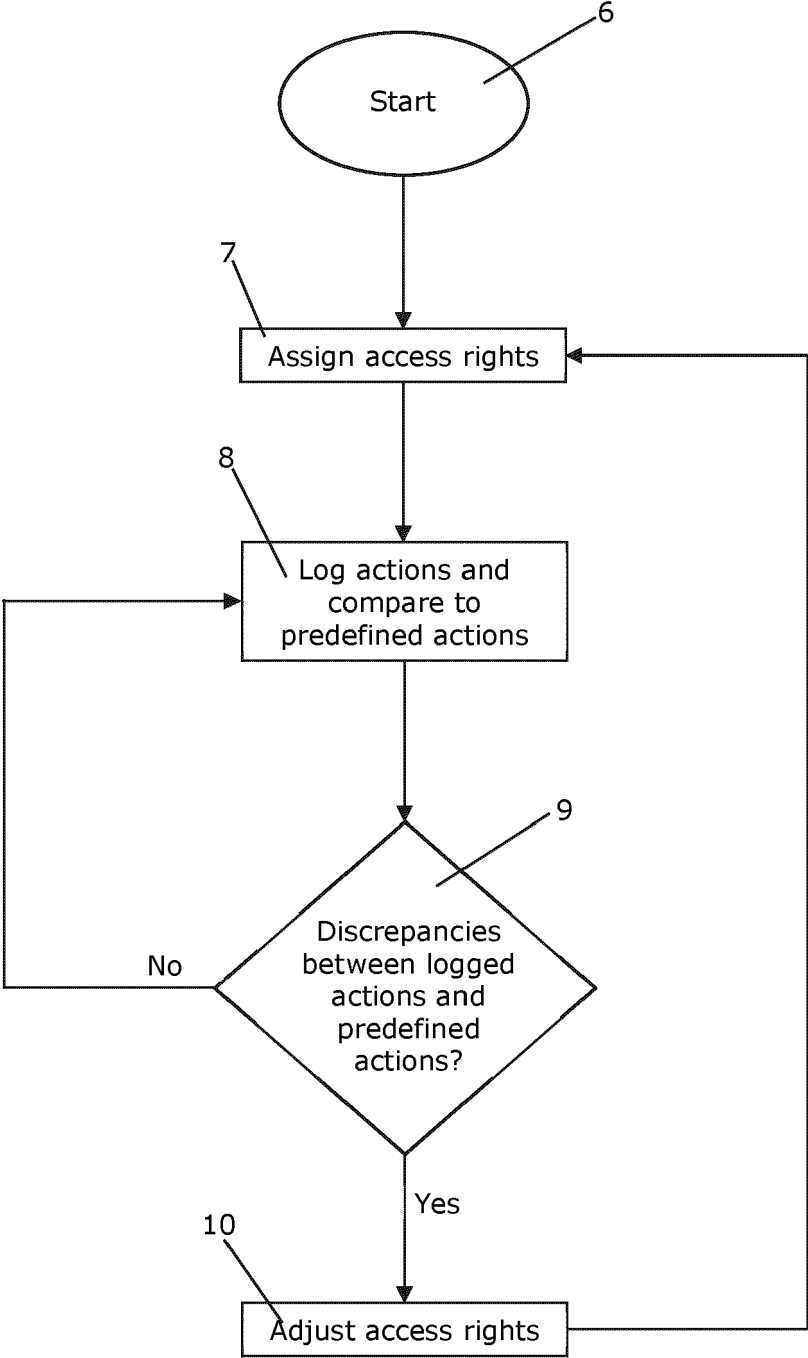 6
Start
7
Assign access rights
8
Log actions and
compare to
predefined actions
9
Discrepancies
between logged
actions and
predefined
actions?
No
Yes
10
Adjust access rights